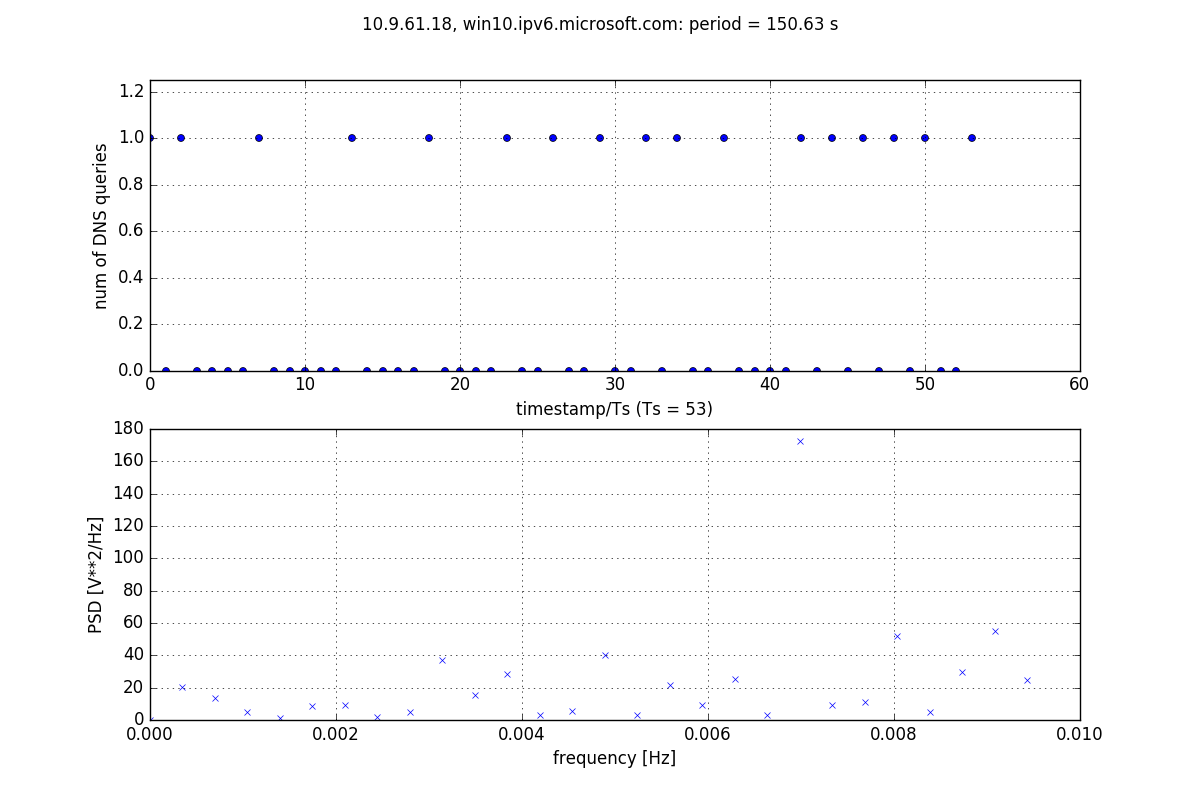 10.9.61.18, win10.ipv6.microsoft.com: period = 150.63 s
1.2
1.0
0.8
0.6
0.4
0.2
0.0
num of DNS queries
0 10 20 30 40 50 60
timestamp/Ts (Ts = 53)
180
160
140
120
100
80
60
40
20
0
PSD [V**2/Hz]
0.000 0.002 0.004 0.006 0.008 0.010
frequency [Hz]